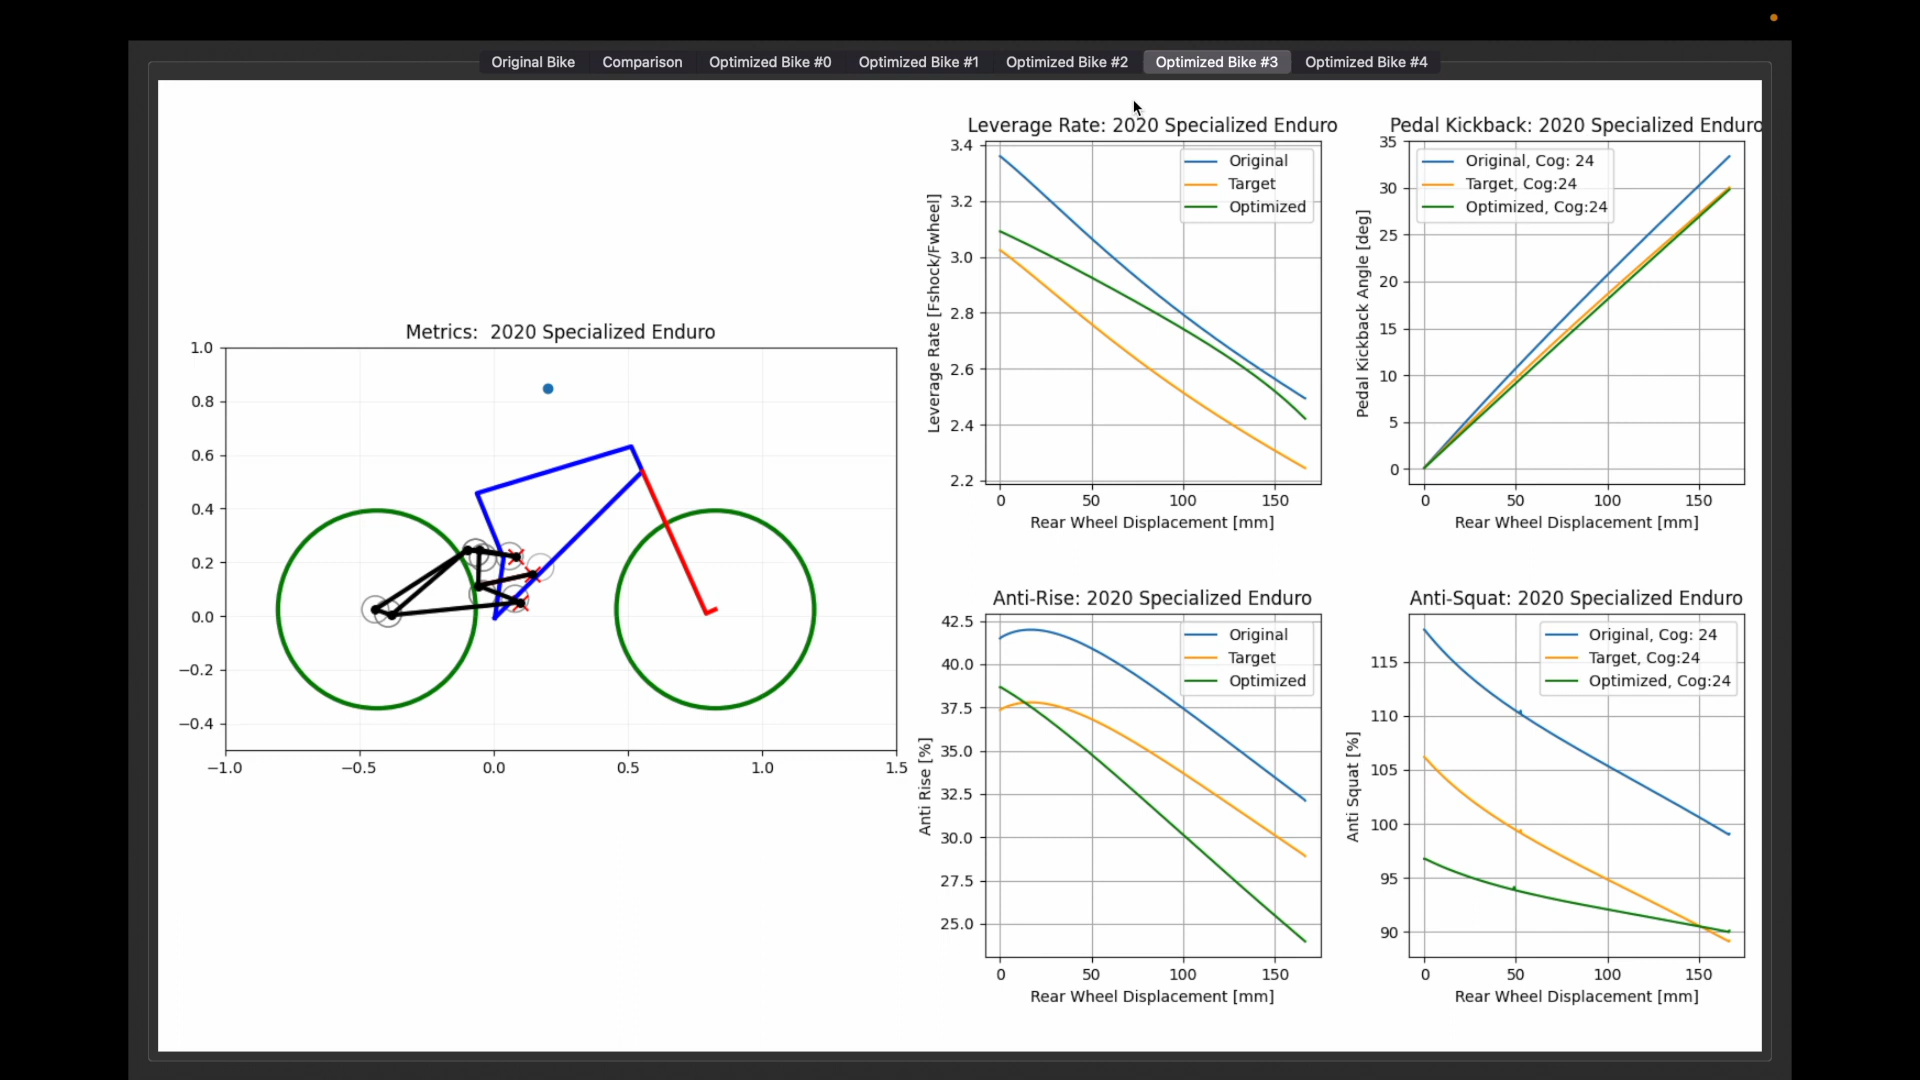 Original Bike
Comparison
Optimized Bike #0
Optimized Bike #1
Optimized Bike #2
Optimized Bike #3
Optimized Bike #4
Metrics:  2020 Specialized Enduro
1.0
0.8
0.6
0.4
0.2
0.0
−0.2
−0.4
−1.0
−0.5
0.0
0.5
1.0
1.5
Leverage Rate: 2020 Specialized Enduro
Original
Target
Optimized
3.4
3.2
3.0
2.8
2.6
2.4
2.2
Leverage Rate [Fshock/Fwheel]
0
50
100
150
Rear Wheel Displacement [mm]
Pedal Kickback: 2020 Specialized Enduro
Original, Cog: 24
Target, Cog:24
Optimized, Cog:24
35
30
25
20
15
10
5
0
Pedal Kickback Angle [deg]
0
50
100
150
Rear Wheel Displacement [mm]
Anti-Rise: 2020 Specialized Enduro
Original
Target
Optimized
42.5
40.0
37.5
35.0
32.5
30.0
27.5
25.0
Anti Rise [%]
0
50
100
150
Rear Wheel Displacement [mm]
Anti-Squat: 2020 Specialized Enduro
Original, Cog: 24
Target, Cog:24
Optimized, Cog:24
115
110
105
100
95
90
Anti Squat [%]
0
50
100
150
Rear Wheel Displacement [mm]